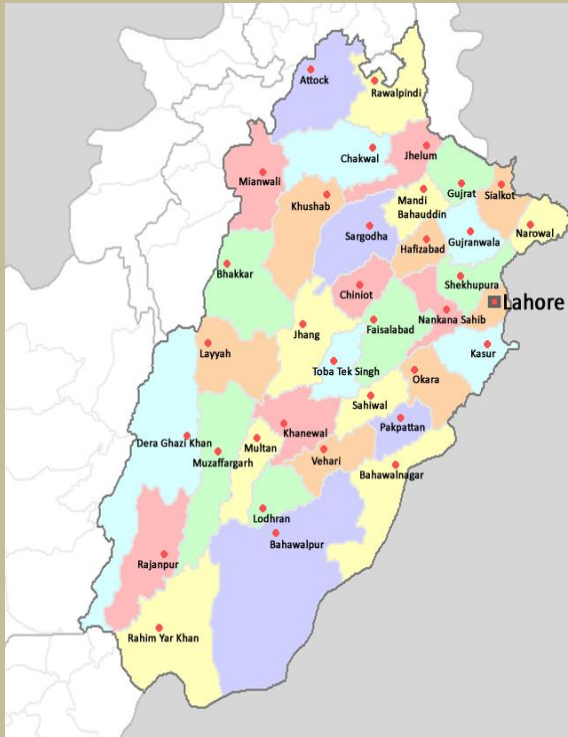 Attock
Rawalpindi
Chakwal
Jhelum
Mianwali
Khushab
Mandi
Bahauddin
Gujrat
Sialkot
Sargodha
Hafizabad
Gujranwala
Narowal
Bhakkar
Chiniot
Shekhupura
Lahore
Jhang
Faisalabad
Nankana Sahib
Layyah
Toba Tek Singh
Kasur
Okara
Sahiwal
Dera Ghazi Khan
Muzaffargarh
Multan
Khanewal
Pakpattan
Vehari
Bahawalnagar
Lodhran
Bahawalpur
Rajanpur
Rahim Yar Khan